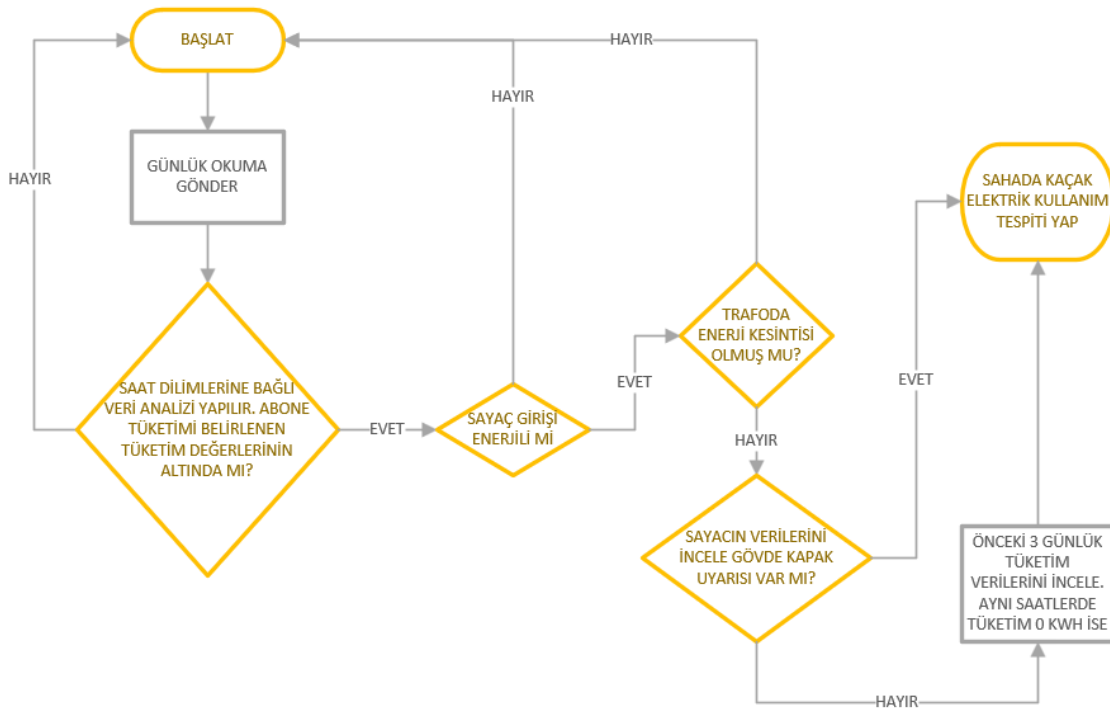 BAŞLAT
HAYIR
HAYIR
HAYIR
GÜNLÜK OKUMA
GÖNDER
SAHADA KAÇAK
ELEKTRİK KULLANIM
TESPİTİ YAP
TRAFODA
ENERJİ KESİNTİSİ
OLMUŞ MU?
SAAT DİLİMLERİNE BAĞLI
VERİ ANALİZİ YAPILIR. ABONE
TÜKETİMİ BELİRLENEN
TÜKETİM DEĞERLERİNİN
ALTINDA MI?
EVET
SAYAÇ GİRİŞİ
ENERJİLİ Mİ
EVET
EVET
HAYIR
SAYACIN VERİLERİNİ
İNCELE GÖVDE KAPAK
UYARISI VAR MI?
ÖNCEKİ 3 GÜNLÜK
TÜKETİM
VERİLERİNİ İNCELE.
AYNI SAATLERDE
TÜKETİM 0 KWH İSE
HAYIR